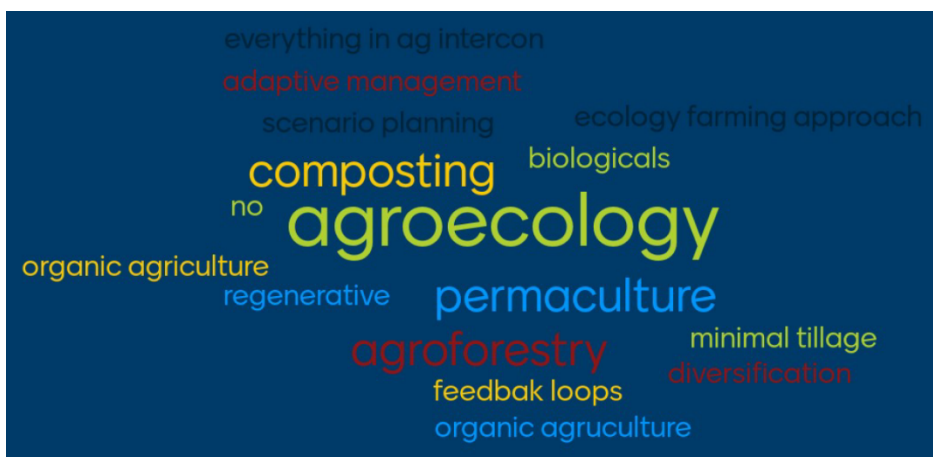 everything in ag intercon
adaptive management
scenario planning
ecology farming approach
composting
biologicals
no
agroecology
organic agriculture
regenerative
permaculture
agroforestry
minimal tillage
diversification
feedbak loops
organic agruculture